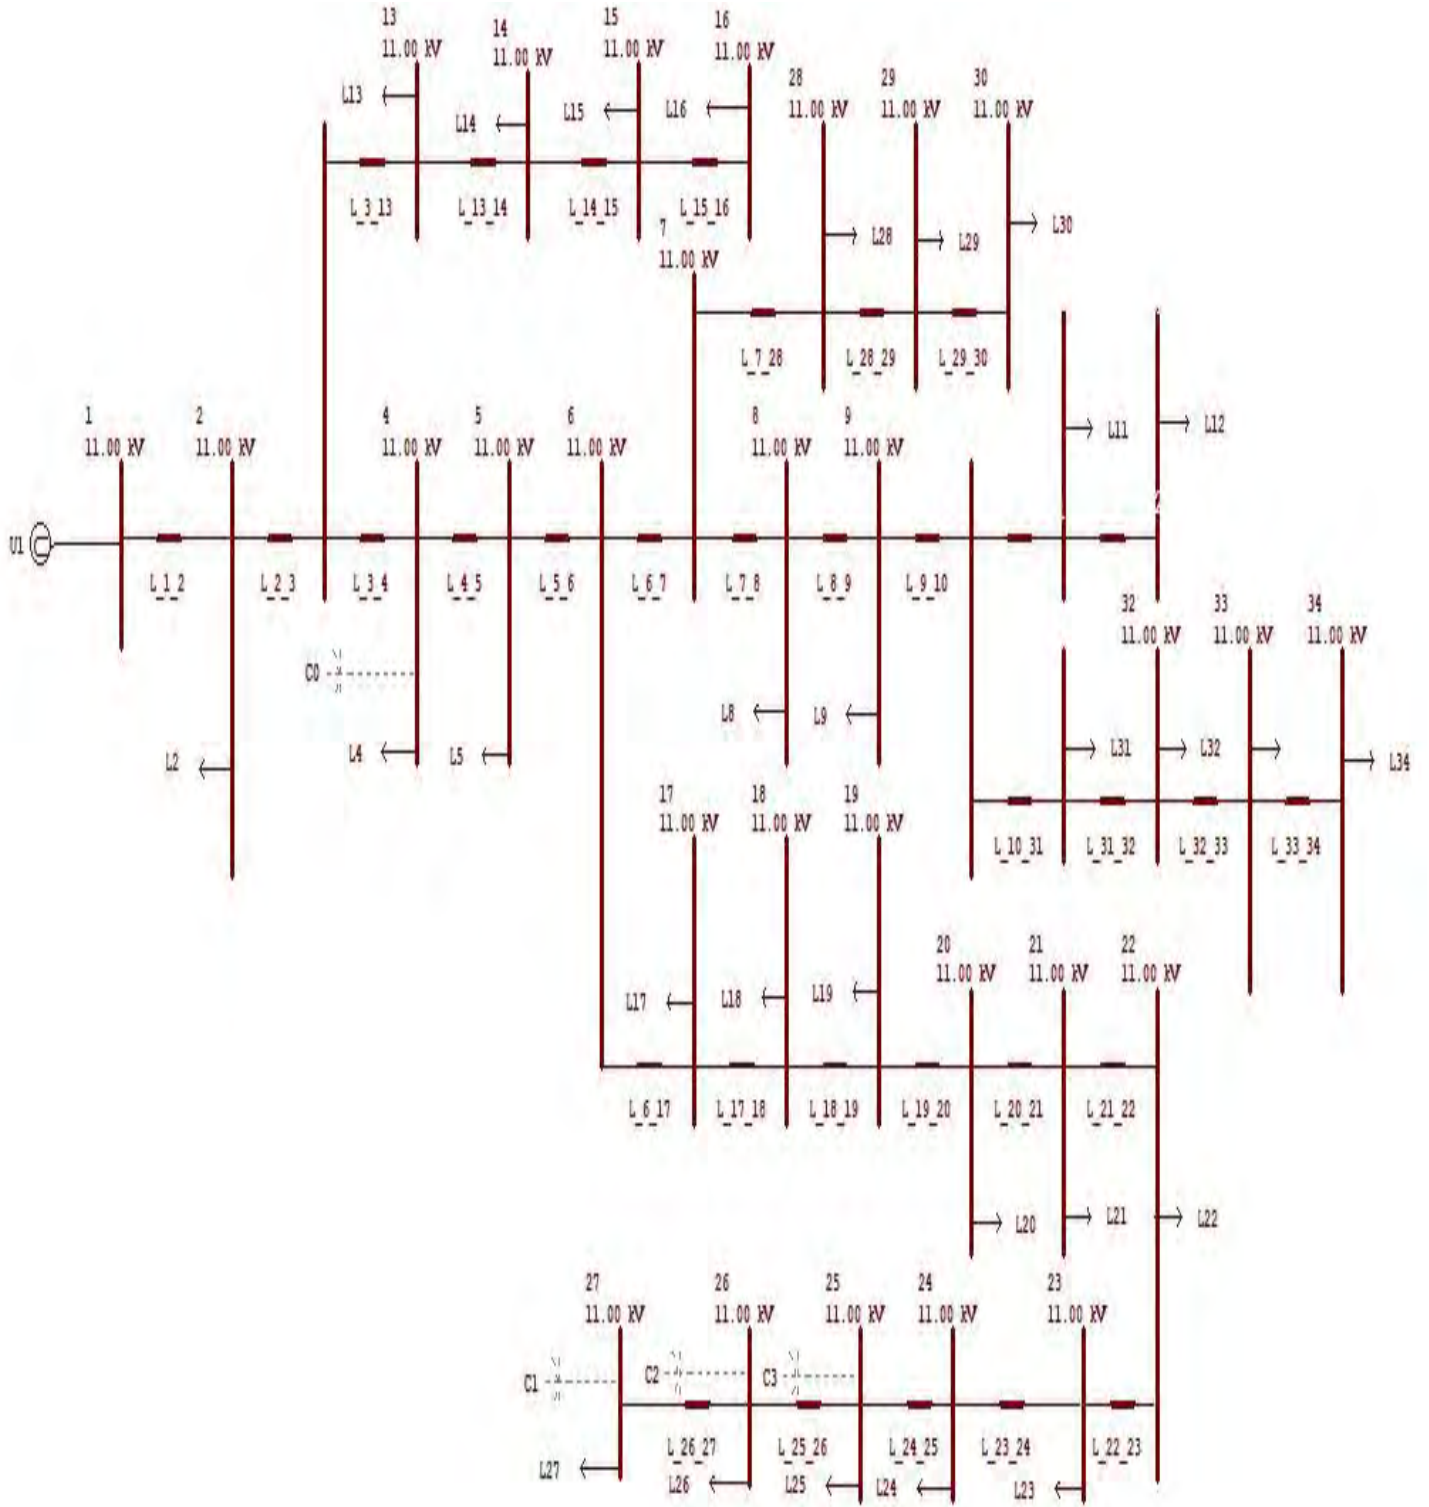 13
11.00 kV
14
11.00 kV
15
11.00 kV
16
11.00 kV
28
11.00 kV
29
11.00 kV
30
11.00 kV
L13
L14
L15
L16
L_3_13
L_13_14
L_14_15
L_15_16
7
11.00 kV
L28
L29
L30
L_7_28
L_28_29
L_29_30
1
11.00 kV
2
11.00 kV
4
11.00 kV
5
11.00 kV
6
11.00 kV
8
11.00 kV
9
11.00 kV
L11
L12
U1
L_1_2
L_2_3
L_3_4
L_4_5
L_5_6
L_6_7
L_7_8
L_8_9
L_9_10
32
11.00 kV
33
11.00 kV
34
11.00 kV
C0
L2
L4
L5
L8
L9
L31
L32
L34
17
11.00 kV
18
11.00 kV
19
11.00 kV
L_10_31
L_31_32
L_32_33
L_33_34
20
11.00 kV
21
11.00 kV
22
11.00 kV
L17
L18
L19
L_6_17
L_17_18
L_18_19
L_19_20
L_20_21
L_21_22
L20
L21
L22
27
11.00 kV
26
11.00 kV
25
11.00 kV
24
11.00 kV
23
11.00 kV
C1
C2
C3
L_26_27
L_25_26
L_24_25
L_23_24
L_22_23
L27
L26
L25
L24
L23